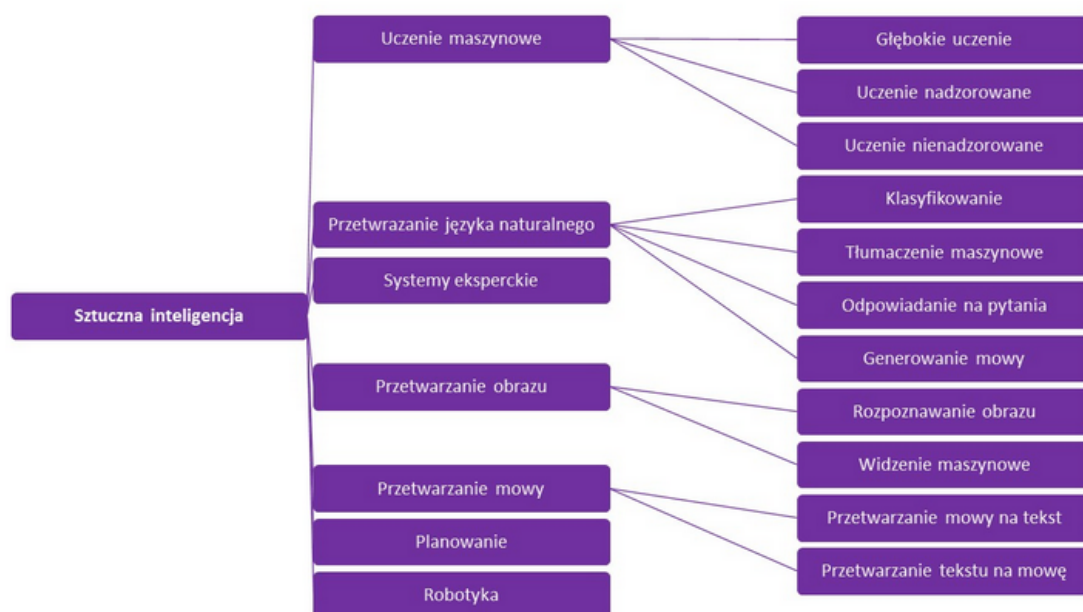 Sztuczna inteligencja
Uczenie maszynowe
Głębokie uczenie
Uczenie nadzorowane
Uczenie nienadzorowane
Przetwrazanie języka naturalnego
Klasyfikowanie
Tłumaczenie maszynowe
Odpowiadanie na pytania
Generowanie mowy
Systemy eksperckie
Przetwarzanie obrazu
Rozpoznawanie obrazu
Widzenie maszynowe
Przetwarzanie mowy
Przetwarzanie mowy na tekst
Przetwarzanie tekstu na mowę
Planowanie
Robotyka